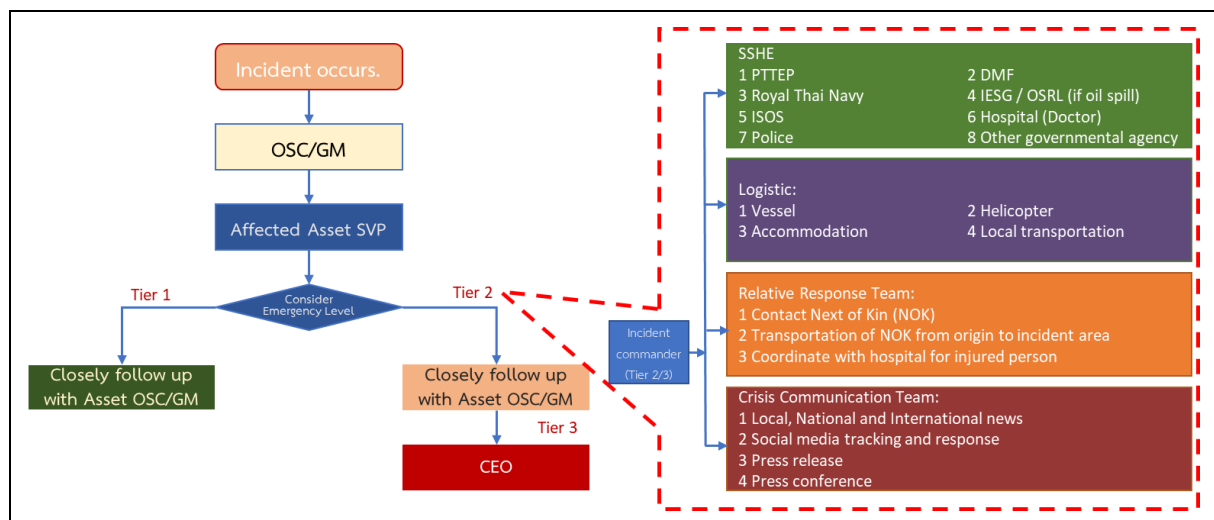 Incident occurs.
OSC/GM
Affected Asset SVP
Tier 1
Consider
Emergency Level
Tier 2
Closely follow up
with Asset OSC/GM
Closely follow up
with Asset OSC/GM
Tier 3
CEO
Incident
commander
(Tier 2/3)
SSHE
1 PTTEP 2 DMF
3 Royal Thai Navy 4 IESG / OSRL (if oil spill)
5 ISOS 6 Hospital (Doctor)
7 Police 8 Other governmental agency
Logistic:
1 Vessel 2 Helicopter
3 Accommodation 4 Local transportation
Relative Response Team:
1 Contact Next of Kin (NOK)
2 Transportation of NOK from origin to incident area
3 Coordinate with hospital for injured person
Crisis Communication Team:
1 Local, National and International news
2 Social media tracking and response
3 Press release
4 Press conference